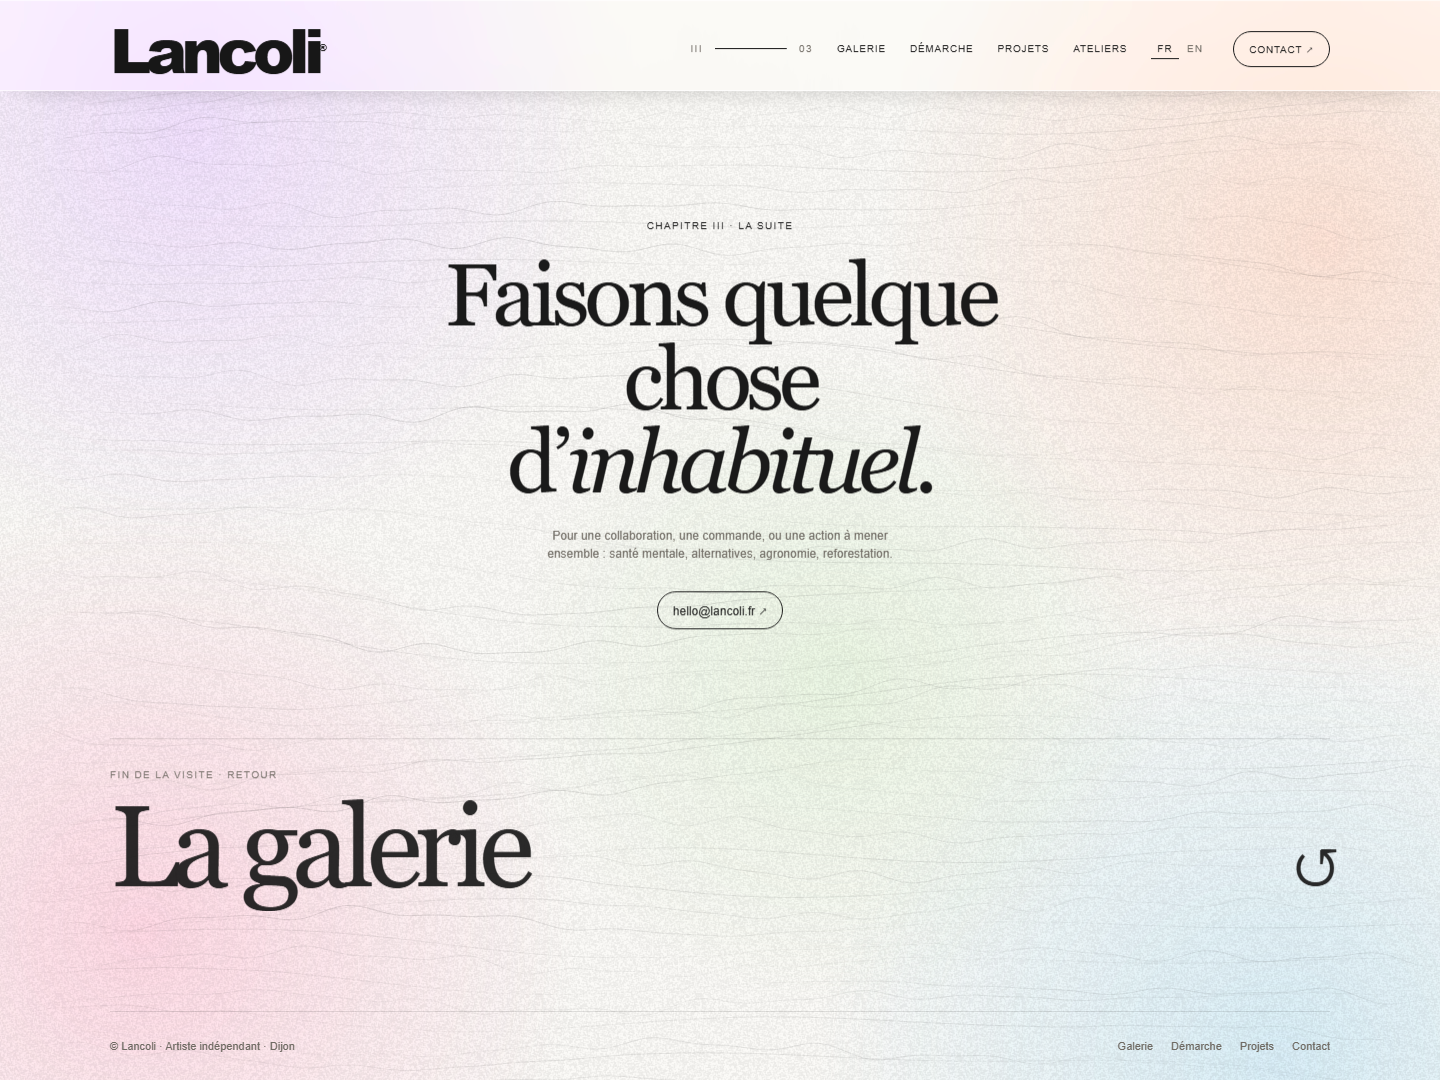 Lancoli®
III 03 GALERIE DÉMARCHE PROJETS ATELIERS FR EN CONTACT ↗
CHAPITRE III · LA SUITE
Faisons quelque
chose
d’inhabituel.
Pour une collaboration, une commande, ou une action à mener
ensemble : santé mentale, alternatives, agronomie, reforestation.
hello@lancoli.fr ↗
FIN DE LA VISITE · RETOUR
La galerie
© Lancoli · Artiste indépendant · Dijon
Galerie Démarche Projets Contact